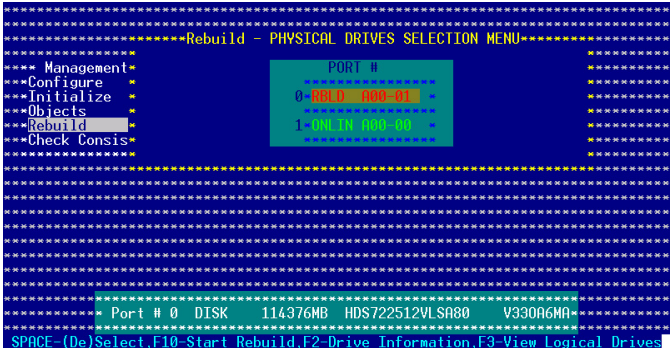 Rebuild - PHYSICAL DRIVES SELECTION MENU
Management
PORT #
Configure
Initialize
0 RBLD A00-01
Objects
Rebuild
1 ONLIN A00-00
Check Consis
Port # 0 DISK 114376MB HDS722512VLSA80 V33OA6MA
SPACE-(De)Select,F10-Start Rebuild,F2-Drive Information,F3-View Logical Drives